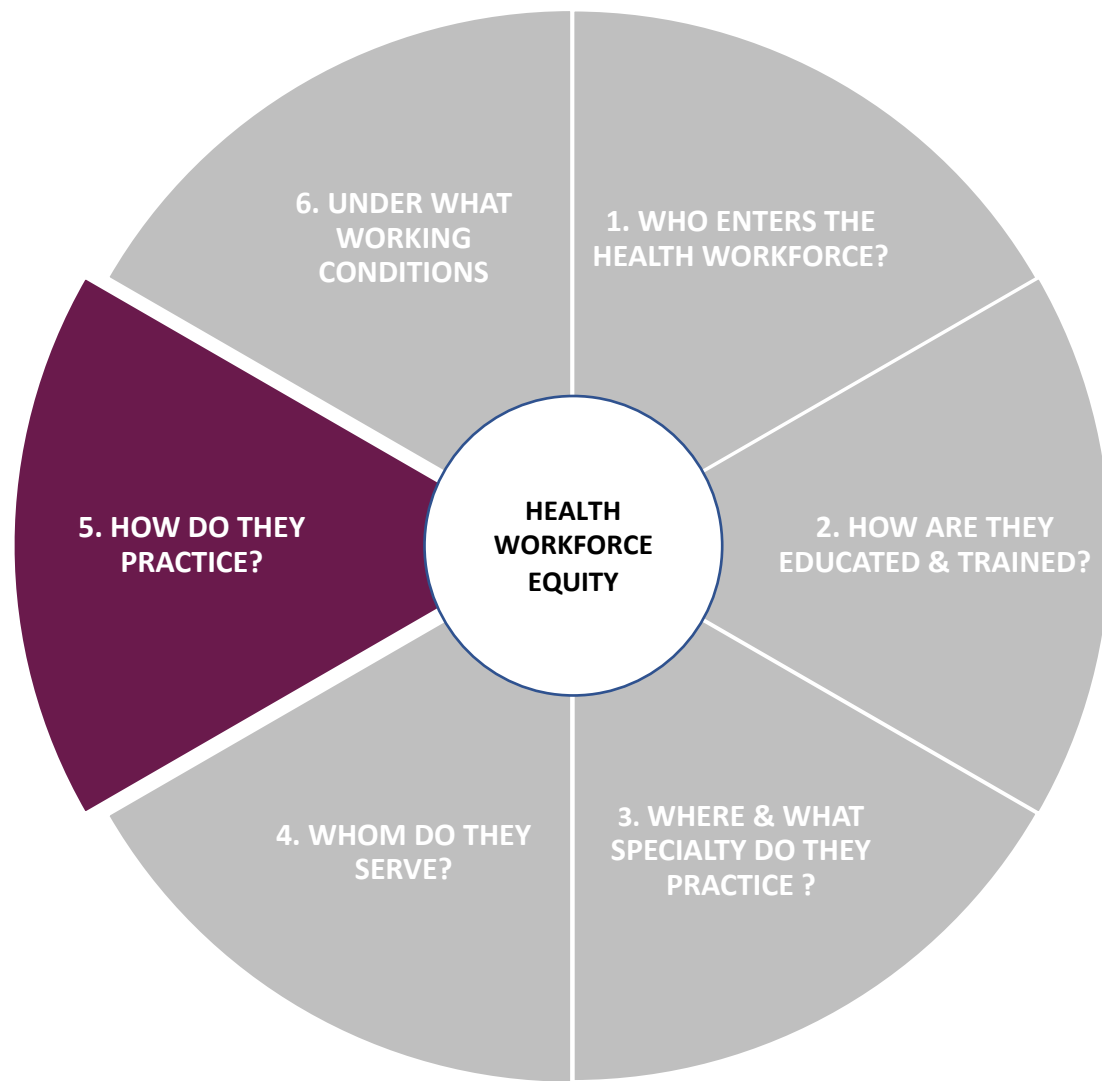 6. UNDER WHAT
WORKING
CONDITIONS
1. WHO ENTERS THE
HEALTH WORKFORCE?
5. HOW DO THEY
PRACTICE?
HEALTH
WORKFORCE
EQUITY
2. HOW ARE THEY
EDUCATED & TRAINED?
4. WHOM DO THEY
SERVE?
3. WHERE & WHAT
SPECIALTY DO THEY
PRACTICE ?